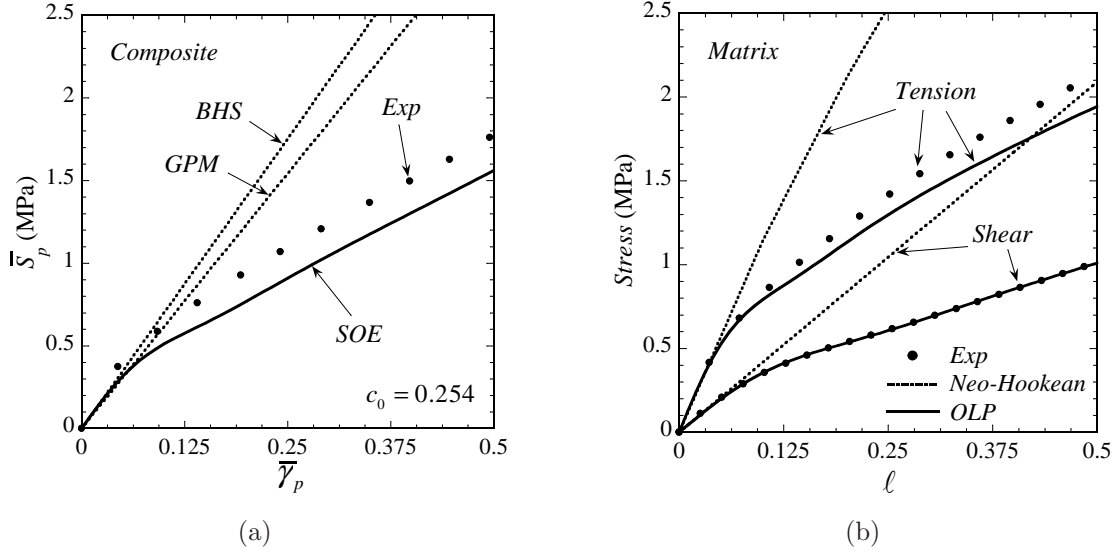 2.5
2
1.5
1
0.5
0
S̅_p (MPa)
Composite
BHS
GPM
Exp
SOE
c₀ = 0.254
0 0.125 0.25 0.375 0.5
γ̅_p
(a)
2.5
2
1.5
1
0.5
0
Stress (MPa)
Matrix
Tension
Shear
Exp
Neo-Hookean
OLP
0 0.125 0.25 0.375 0.5
ℓ
(b)